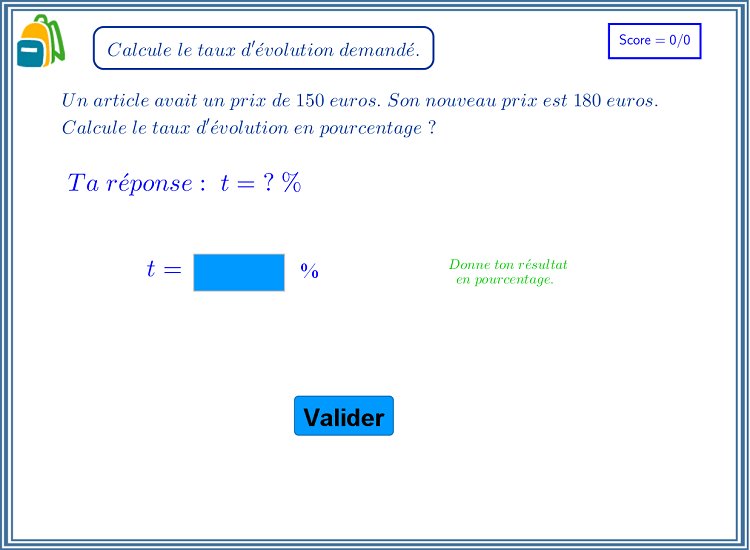 Calcule le taux d'évolution demandé.
Score = 0/0
Un article avait un prix de 150 euros. Son nouveau prix est 180 euros.
Calcule le taux d'évolution en pourcentage ?
Ta réponse : t = ? %
t = %
Donne ton résultat
en pourcentage.
Valider